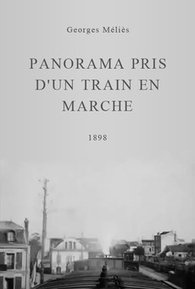 Georges Méliès
PANORAMA PRIS
D'UN TRAIN EN
MARCHE
1898